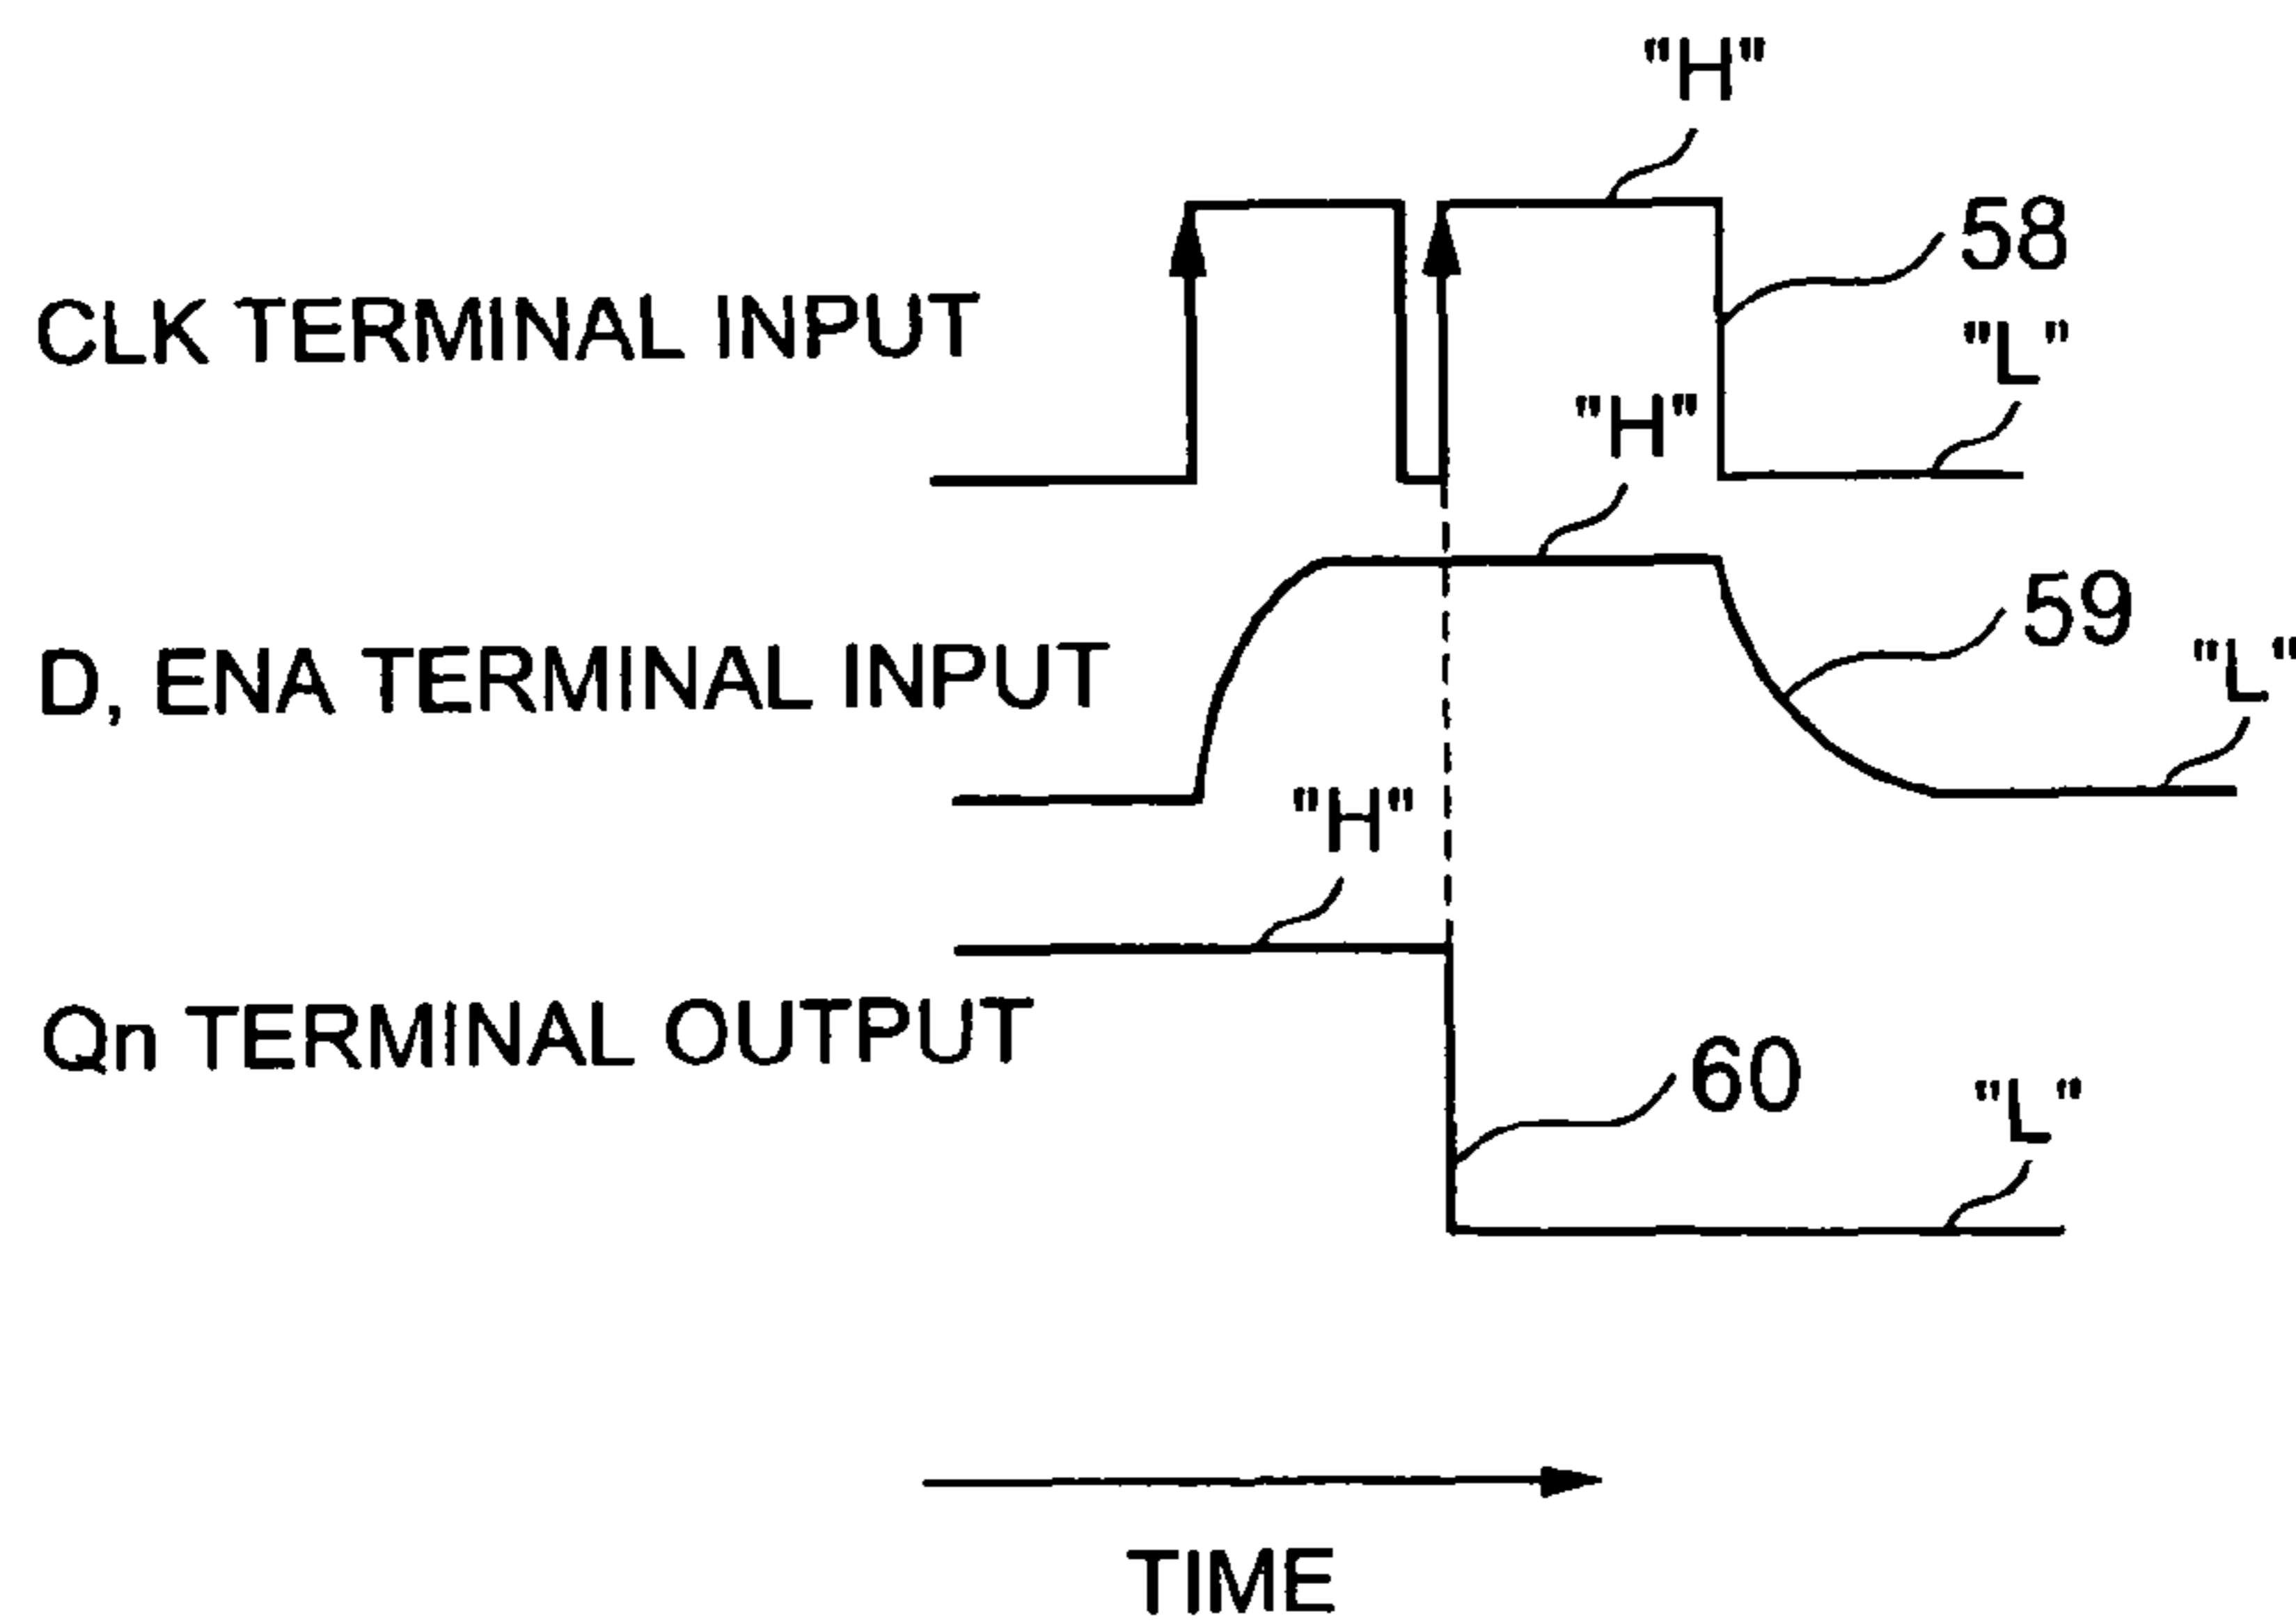 "H"
58
CLK TERMINAL INPUT
"L"
"H"
59
D, ENA TERMINAL INPUT
"L"
"H"
Qn TERMINAL OUTPUT
60
"L"
TIME